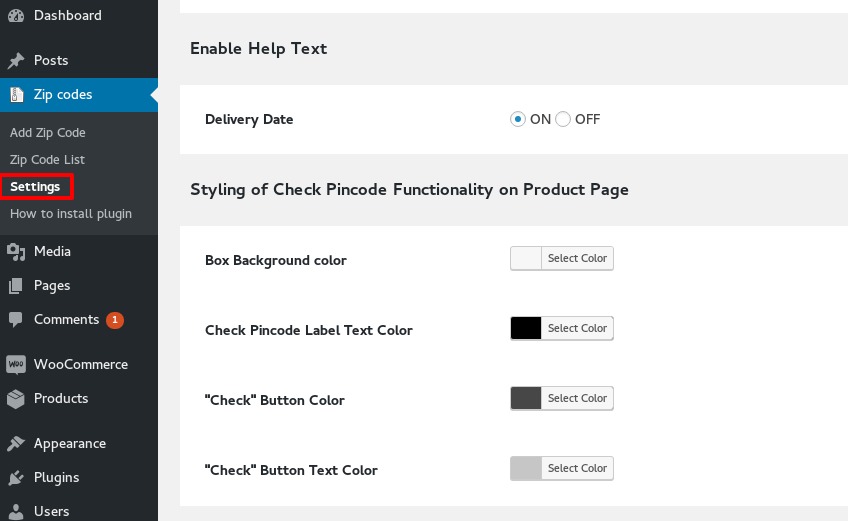 Dashboard
Posts
Zip codes
Add Zip Code
Zip Code List
Settings
How to install plugin
Media
Pages
Comments 1
WOO WooCommerce
Products
Appearance
Plugins
Users
Enable Help Text
Delivery Date ON OFF
Styling of Check Pincode Functionality on Product Page
Box Background color Select Color
Check Pincode Label Text Color Select Color
"Check" Button Color Select Color
"Check" Button Text Color Select Color